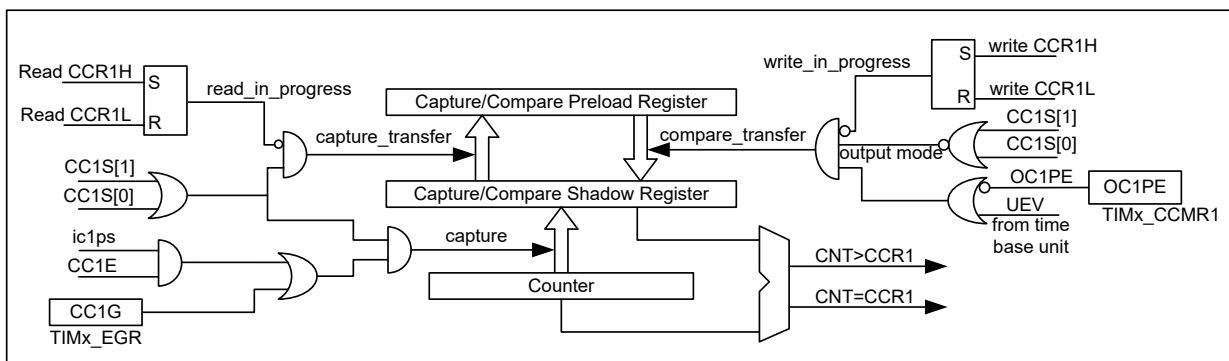 Read CCR1H
Read CCR1L
S
R
read_in_progress
capture_transfer
CC1S[1]
CC1S[0]
ic1ps
CC1E
CC1G
TIMx_EGR
capture
Capture/Compare Preload Register
Capture/Compare Shadow Register
Counter
write_in_progress
compare_transfer
S
R
write CCR1H
write CCR1L
output mode
CC1S[1]
CC1S[0]
OC1PE
OC1PE
TIMx_CCMR1
UEV
from time
base unit
CNT>CCR1
CNT=CCR1